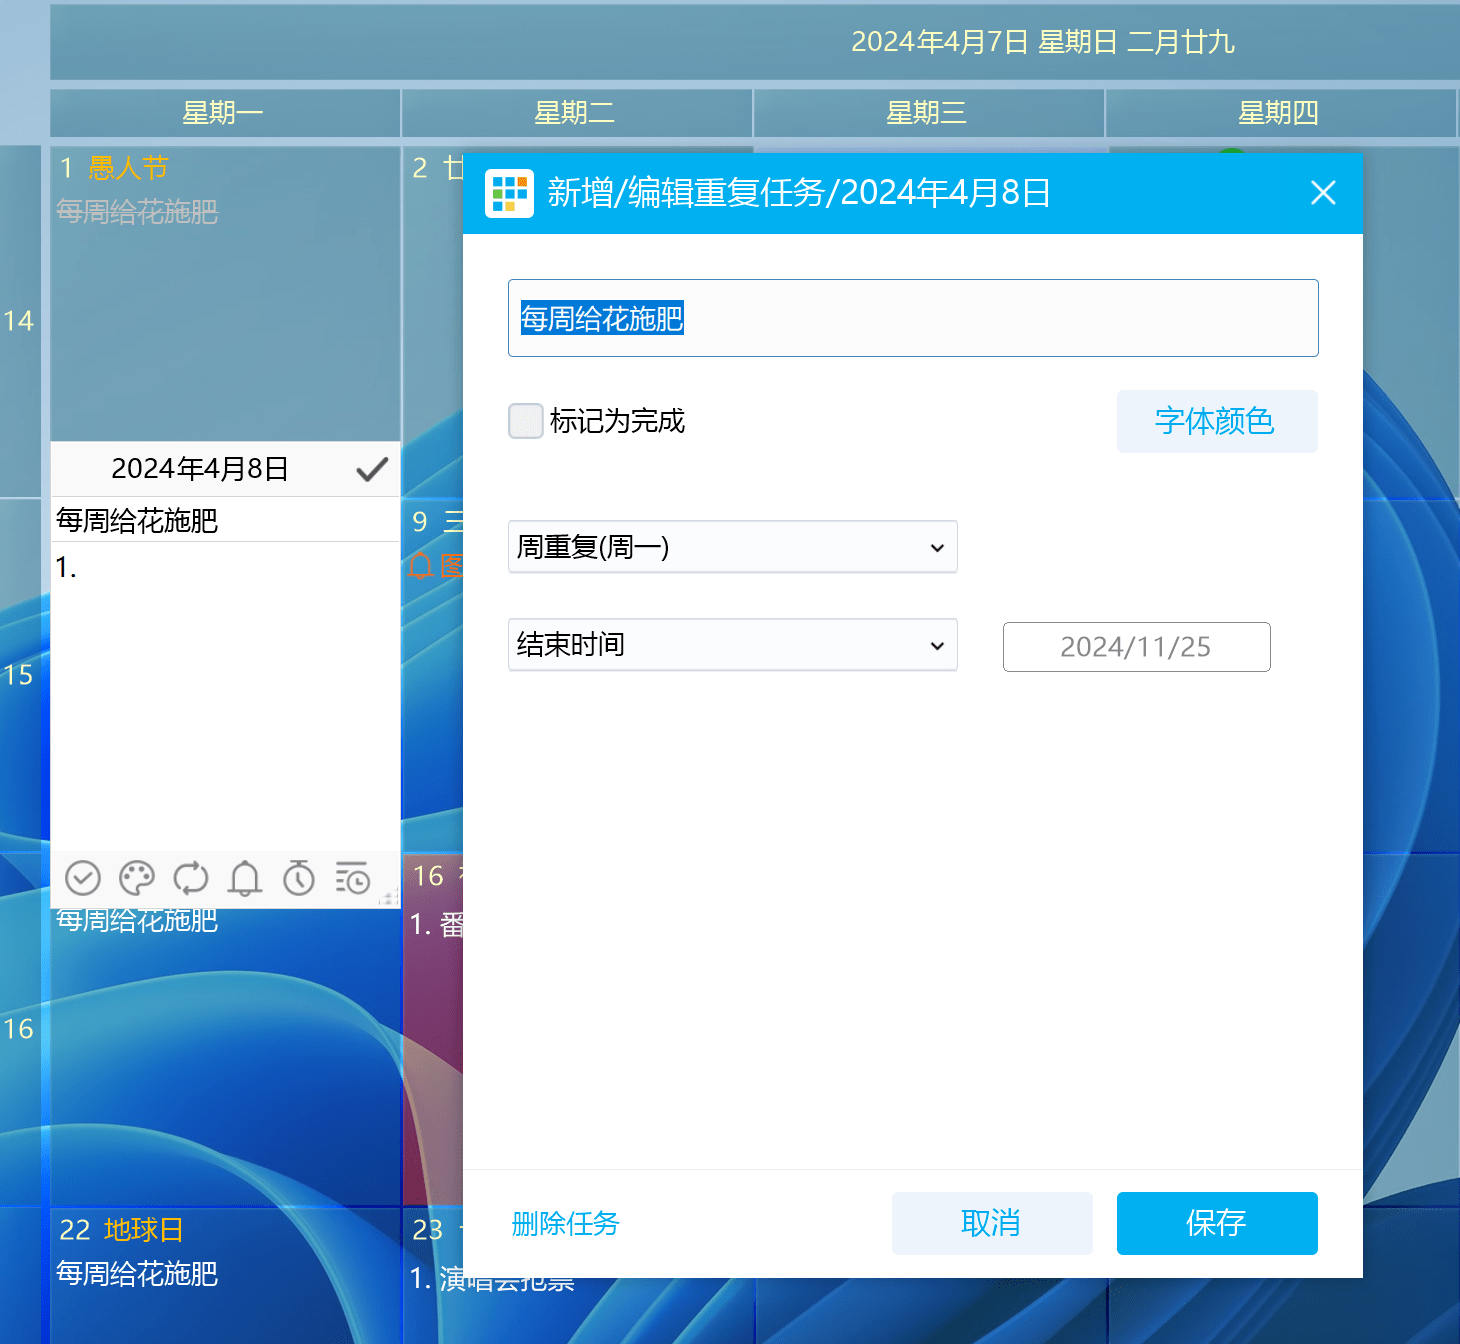 2024年4月7日 星期日 二月廿九
星期一 星期二 星期三 星期四
1 愚人节
每周给花施肥
2 廿
14
新增/编辑重复任务/2024年4月8日
每周给花施肥
标记为完成
字体颜色
周重复(周一)
结束时间
2024/11/25
删除任务
取消
保存
2024年4月8日
每周给花施肥
1.
9 三
图
15
每周给花施肥
16
1. 番
16
22 地球日
每周给花施肥
23
1. 演唱会抢票